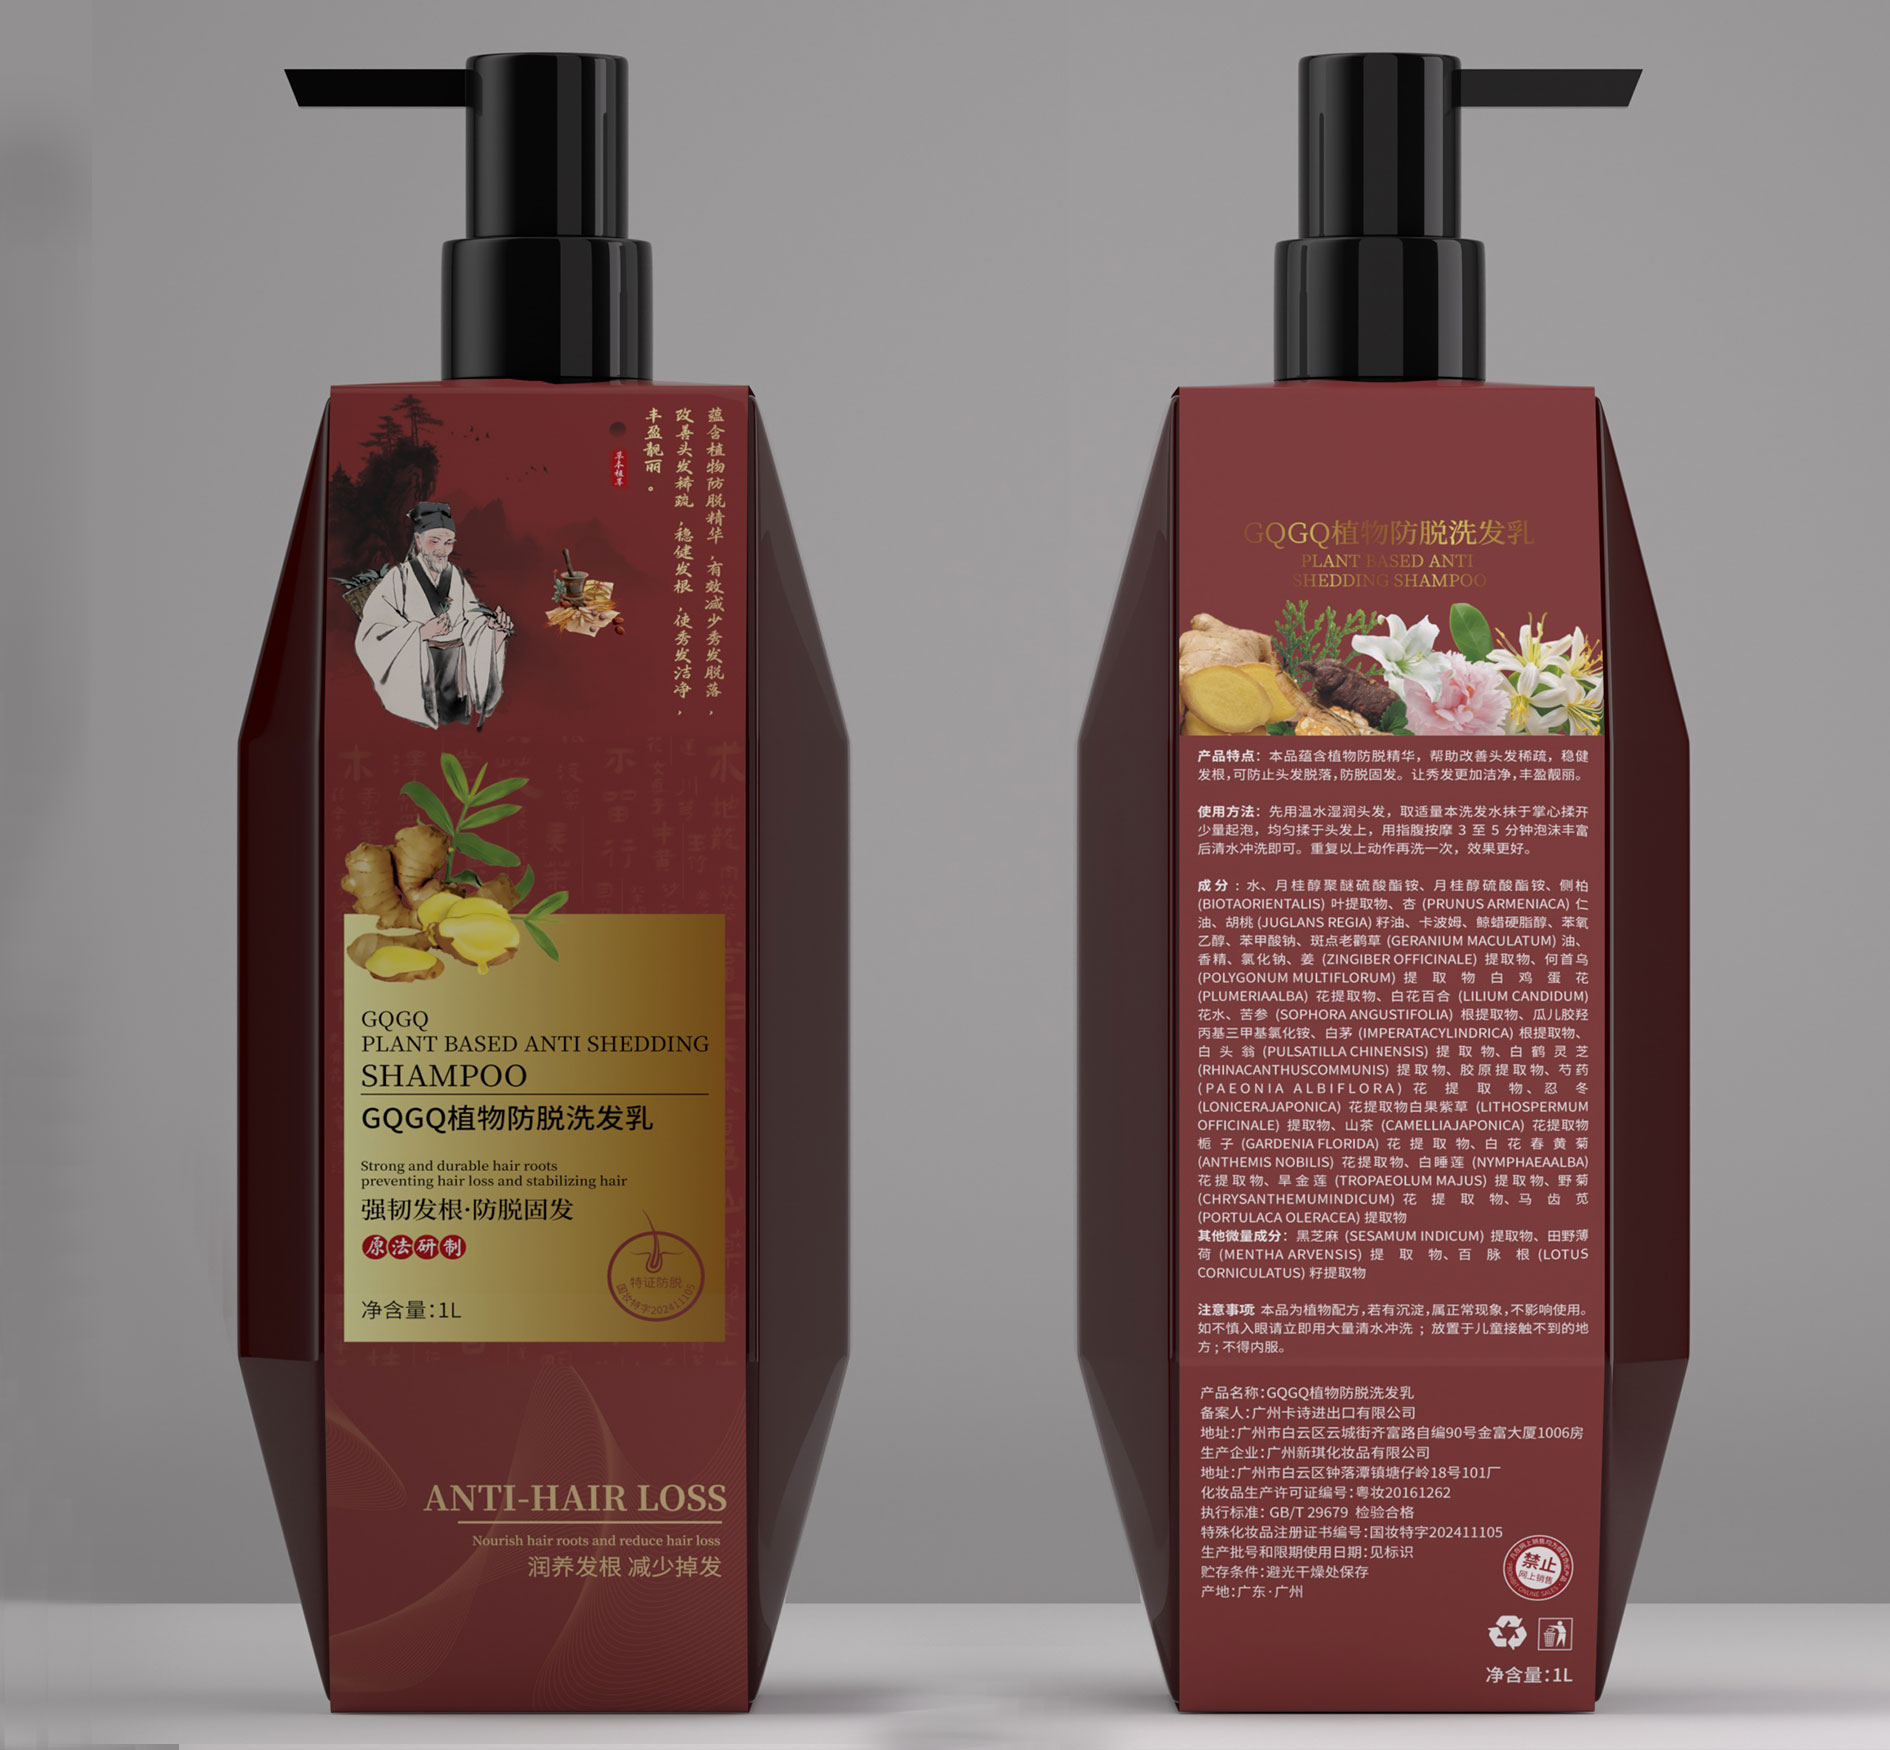 蕴含植物防脱精华,有效减少秀发脱落,
改善头发稀疏,稳健发根,使秀发洁净,
丰盈靓丽。
草本植萃
GQGQ
PLANT BASED ANTI SHEDDING
SHAMPOO
GQGQ植物防脱洗发乳
Strong and durable hair roots
preventing hair loss and stabilizing hair
强韧发根·防脱固发
原法研制
特证防脱
国妆特字202411105
净含量:1L
ANTI-HAIR LOSS
Nourish hair roots and reduce hair loss
润养发根 减少掉发
GQGQ植物防脱洗发乳
PLANT BASED ANTI
SHEDDING SHAMPOO
产品特点：本品蕴含植物防脱精华，帮助改善头发稀疏，稳健
发根,可防止头发脱落,防脱固发。让秀发更加洁净,丰盈靓丽。
使用方法：先用温水湿润头发，取适量本洗发水抹于掌心揉开
少量起泡，均匀揉于头发上，用指腹按摩 3 至 5 分钟泡沫丰富
后清水冲洗即可。重复以上动作再洗一次，效果更好。
成分：水、月桂醇聚醚硫酸酯铵、月桂醇硫酸酯铵、侧柏
(BIOTAORIENTALIS) 叶提取物、杏 (PRUNUS ARMENIACA) 仁
油、胡桃 (JUGLANS REGIA) 籽油、卡波姆、鲸蜡硬脂醇、苯氧
乙醇、苯甲酸钠、斑点老鹳草 (GERANIUM MACULATUM) 油、
香精、氯化钠、姜 (ZINGIBER OFFICINALE) 提取物、何首乌
(POLYGONUM MULTIFLORUM) 提取物白鸡蛋花
(PLUMERIAALBA) 花提取物、白花百合 (LILIUM CANDIDUM)
花水、苦参 (SOPHORA ANGUSTIFOLIA) 根提取物、瓜儿胶羟
丙基三甲基氯化铵、白茅 (IMPERATACYLINDRICA) 根提取物、
白头翁 (PULSATILLA CHINENSIS) 提取物、白鹤灵芝
(RHINACANTHUSCOMMUNIS) 提取物、胶原提取物、芍药
(PAEONIA ALBIFLORA) 花提取物、忍冬
(LONICERAJAPONICA) 花提取物白果紫草 (LITHOSPERMUM
OFFICINALE) 提取物、山茶 (CAMELLIAJAPONICA) 花提取物
栀子 (GARDENIA FLORIDA) 花提取物、白花春黄菊
(ANTHEMIS NOBILIS) 花提取物、白睡莲 (NYMPHAEAALBA)
花提取物、旱金莲 (TROPAEOLUM MAJUS) 提取物、野菊
(CHRYSANTHEMUMINDICUM) 花提取物、马齿苋
(PORTULACA OLERACEA) 提取物
其他微量成分：黑芝麻 (SESAMUM INDICUM) 提取物、田野薄
荷 (MENTHA ARVENSIS) 提取物、百脉根 (LOTUS
CORNICULATUS) 籽提取物
注意事项 本品为植物配方,若有沉淀,属正常现象,不影响使用。
如不慎入眼请立即用大量清水冲洗；放置于儿童接触不到的地
方;不得内服。
产品名称:GQGQ植物防脱洗发乳
备案人:广州卡诗进出口有限公司
地址:广州市白云区云城街齐富路自编90号金富大厦1006房
生产企业:广州新琪化妆品有限公司
地址:广州市白云区钟落潭镇塘仔岭18号101厂
化妆品生产许可证编号:粤妆20161262
执行标准: GB/T 29679 检验合格
特殊化妆品注册证书编号:国妆特字202411105
生产批号和限期使用日期:见标识
贮存条件:避光干燥处保存
产地:广东·广州
禁止
网上销售
净含量:1L